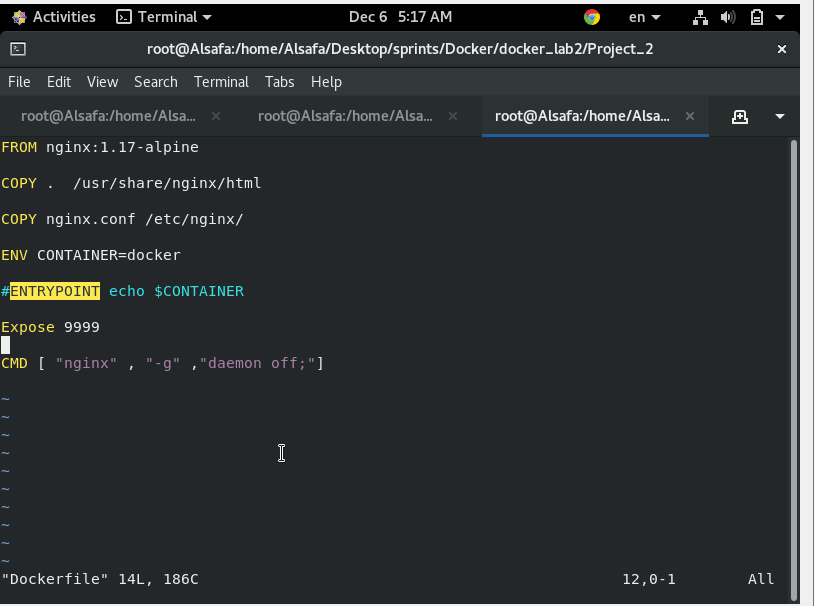 Activities Terminal Dec 6 5:17 AM en
root@Alsafa:/home/Alsafa/Desktop/sprints/Docker/docker_lab2/Project_2
File Edit View Search Terminal Tabs Help
root@Alsafa:/home/Alsa... root@Alsafa:/home/Alsa... root@Alsafa:/home/Alsa...
FROM nginx:1.17-alpine
COPY .  /usr/share/nginx/html
COPY nginx.conf /etc/nginx/
ENV CONTAINER=docker
#ENTRYPOINT echo $CONTAINER
Expose 9999
CMD [ "nginx" , "-g" ,"daemon off;"]
~
~
~
~
~
~
~
~
~
~
"Dockerfile" 14L, 186C 12,0-1 All